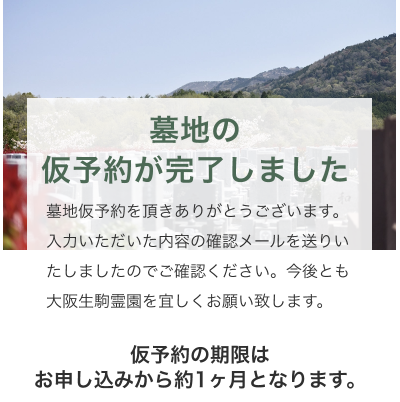 墓地の
仮予約が完了しました
墓地仮予約を頂きありがとうございます。
入力いただいた内容の確認メールを送りい
たしましたのでご確認ください。今後とも
大阪生駒霊園を宜しくお願い致します。
仮予約の期限は
お申し込みから約1ヶ月となります。